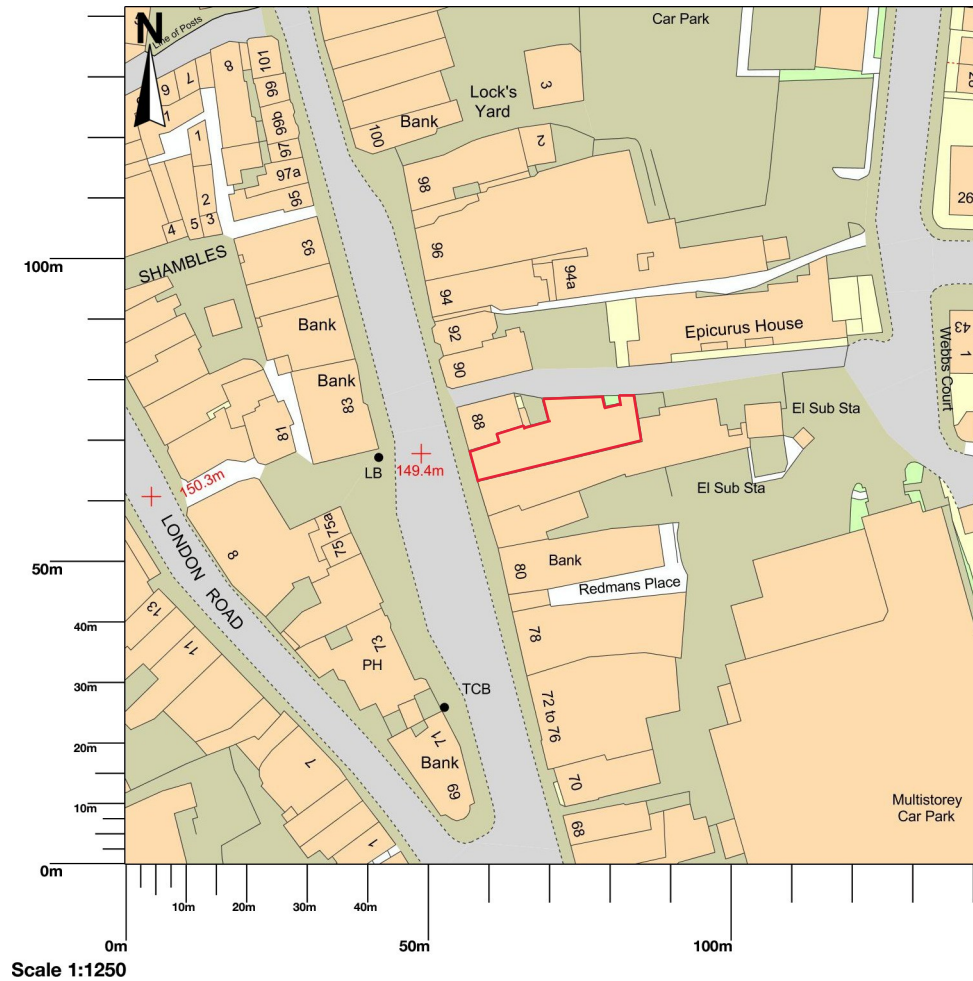 N
Line of Posts
Car Park
101
99
99b
97
97a
95
93
8
7
6
1
1
2
3
5
4
SHAMBLES
Bank
Bank
83
81
100
Bank
Lock's
Yard
3
2
98
96
94
94a
92
90
88
Epicurus House
26
43
1
Webbs Court
El Sub Sta
El Sub Sta
LB
149.4m
150.3m
LONDON ROAD
8
75
75a
13
11
73
PH
TCB
71
Bank
69
7
1
80
Bank
Redmans Place
78
72 to 76
70
68
Multistorey
Car Park
100m
50m
40m
30m
20m
10m
0m
10m
20m
30m
40m
0m
50m
100m
Scale 1:1250